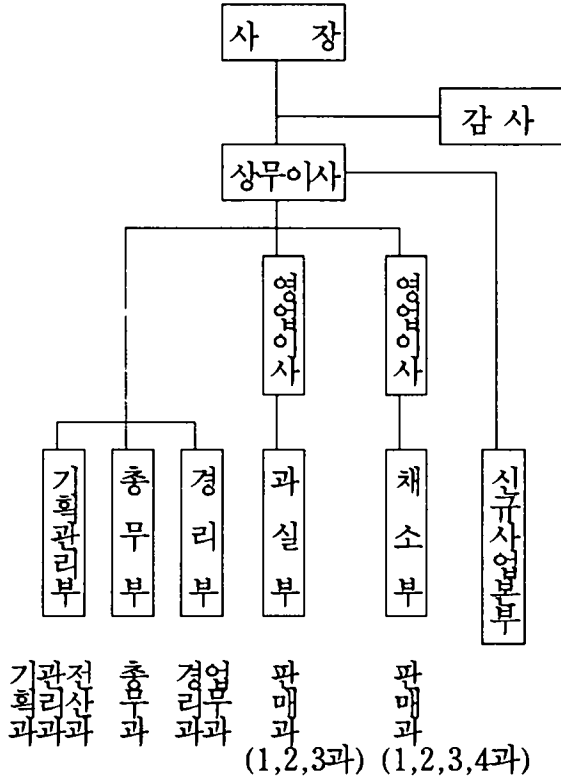 사 장
감 사
상무이사
영업이사
영업이사
기획관리부
총무부
경리부
과실부
채소부
신규사업본부
기획과
관리과
전산과
총무과
경리과
업무과
판매과
(1,2,3과)
판매과
(1,2,3,4과)